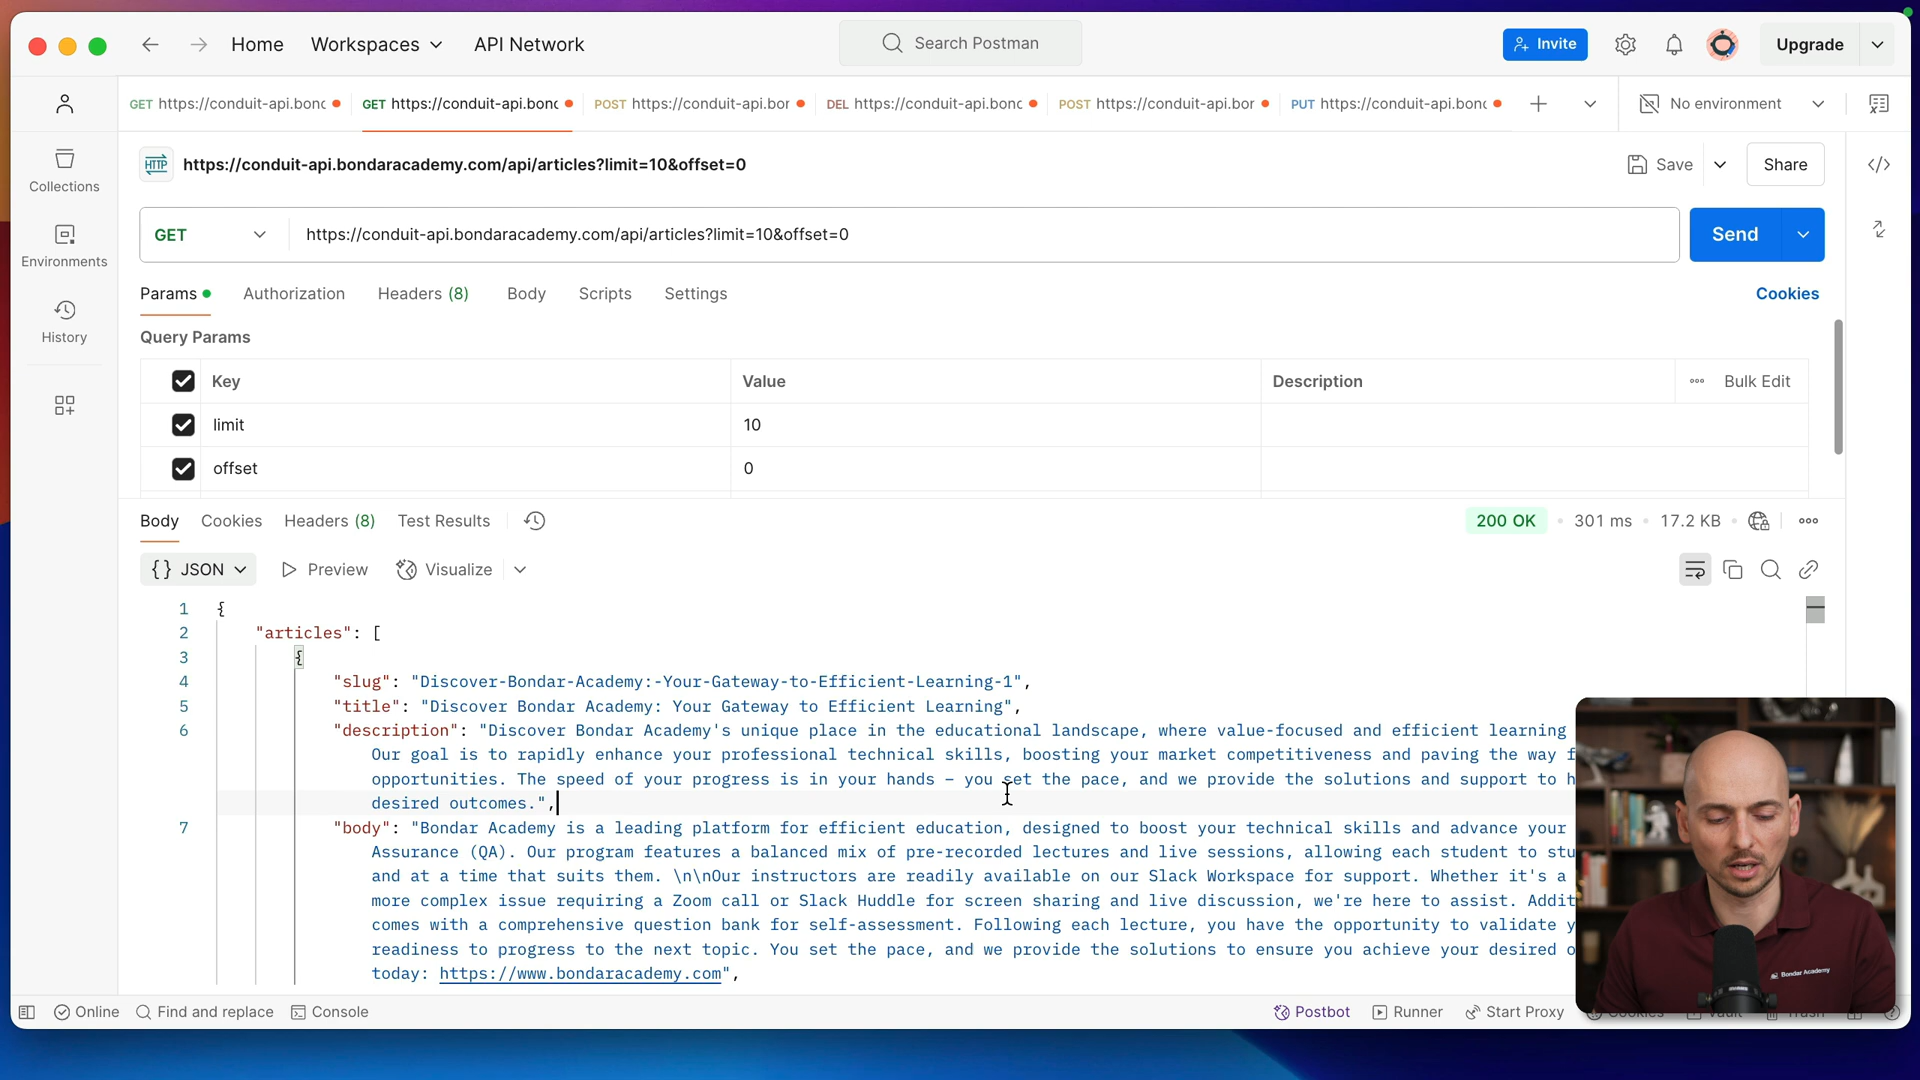 Home Workspaces API Network Search Postman Invite Upgrade
GET https://conduit-api.bonc GET https://conduit-api.bonc POST https://conduit-api.bor DEL https://conduit-api.bonc POST https://conduit-api.bor PUT https://conduit-api.bonc No environment
HTTP https://conduit-api.bondaracademy.com/api/articles?limit=10&offset=0 Save Share
Collections
Environments
History
GET https://conduit-api.bondaracademy.com/api/articles?limit=10&offset=0 Send
Params Authorization Headers (8) Body Scripts Settings Cookies
Query Params
Key Value Description Bulk Edit
limit 10
offset 0
Body Cookies Headers (8) Test Results 200 OK 301 ms 17.2 KB
{} JSON Preview Visualize
1 {
2 "articles": [
3 {
4 "slug": "Discover-Bondar-Academy:-Your-Gateway-to-Efficient-Learning-1",
5 "title": "Discover Bondar Academy: Your Gateway to Efficient Learning",
6 "description": "Discover Bondar Academy's unique place in the educational landscape, where value-focused and efficient learning
Our goal is to rapidly enhance your professional technical skills, boosting your market competitiveness and paving the way f
opportunities. The speed of your progress is in your hands – you set the pace, and we provide the solutions and support to h
desired outcomes.",
7 "body": "Bondar Academy is a leading platform for efficient education, designed to boost your technical skills and advance your
Assurance (QA). Our program features a balanced mix of pre-recorded lectures and live sessions, allowing each student to stu
and at a time that suits them. \n\nOur instructors are readily available on our Slack Workspace for support. Whether it's a
more complex issue requiring a Zoom call or Slack Huddle for screen sharing and live discussion, we're here to assist. Addit
comes with a comprehensive question bank for self-assessment. Following each lecture, you have the opportunity to validate y
readiness to progress to the next topic. You set the pace, and we provide the solutions to ensure you achieve your desired o
today: https://www.bondaracademy.com",
Bondar Academy
Online Find and replace Console Postbot Runner Start Proxy Cookies Vault Trash